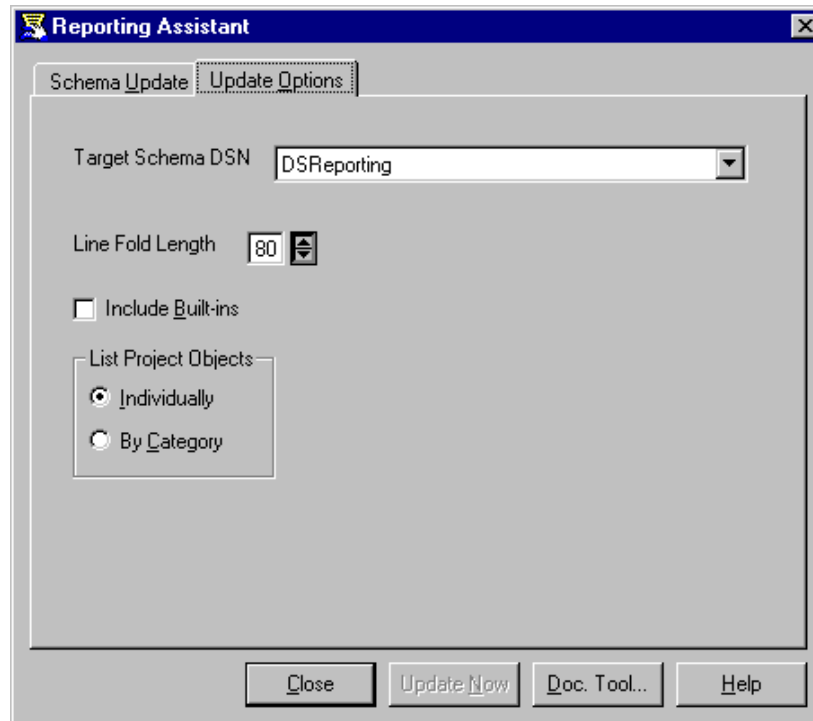 Reporting Assistant
Schema Update Update Options
Target Schema DSN DSReporting
Line Fold Length 80
Include Built-ins
List Project Objects
Individually
By Category
Close Update Now Doc. Tool... Help